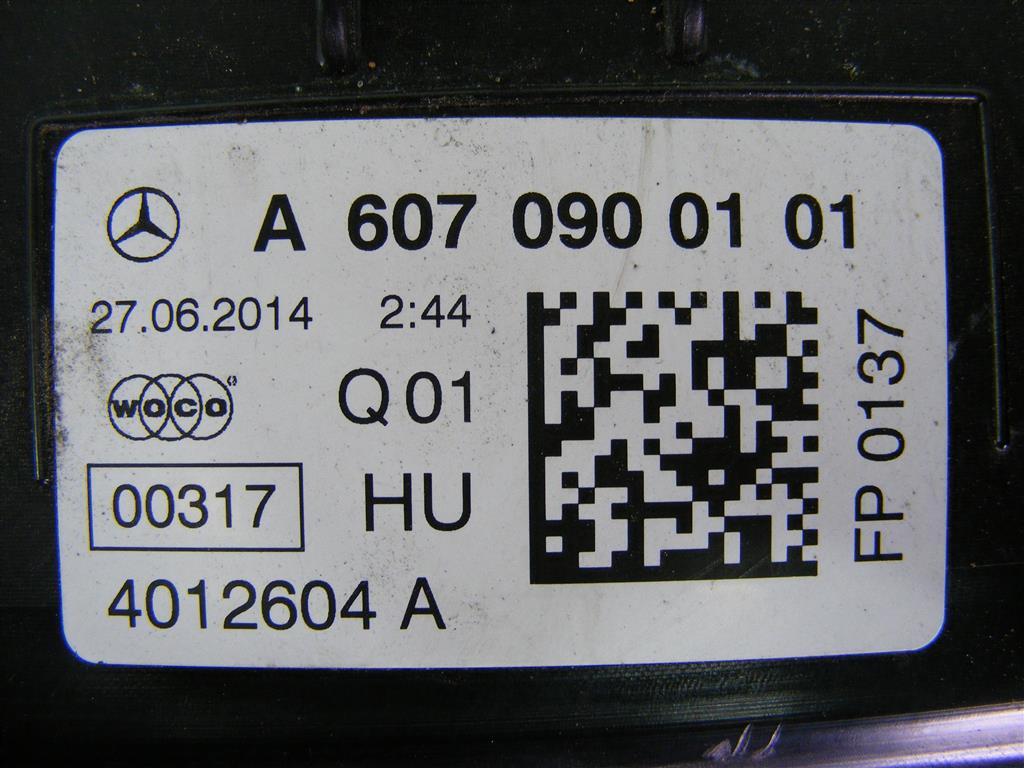 A 607 090 01 01
27.06.2014 2:44
woco Q 01
00317 HU
4012604 A
FP 0137